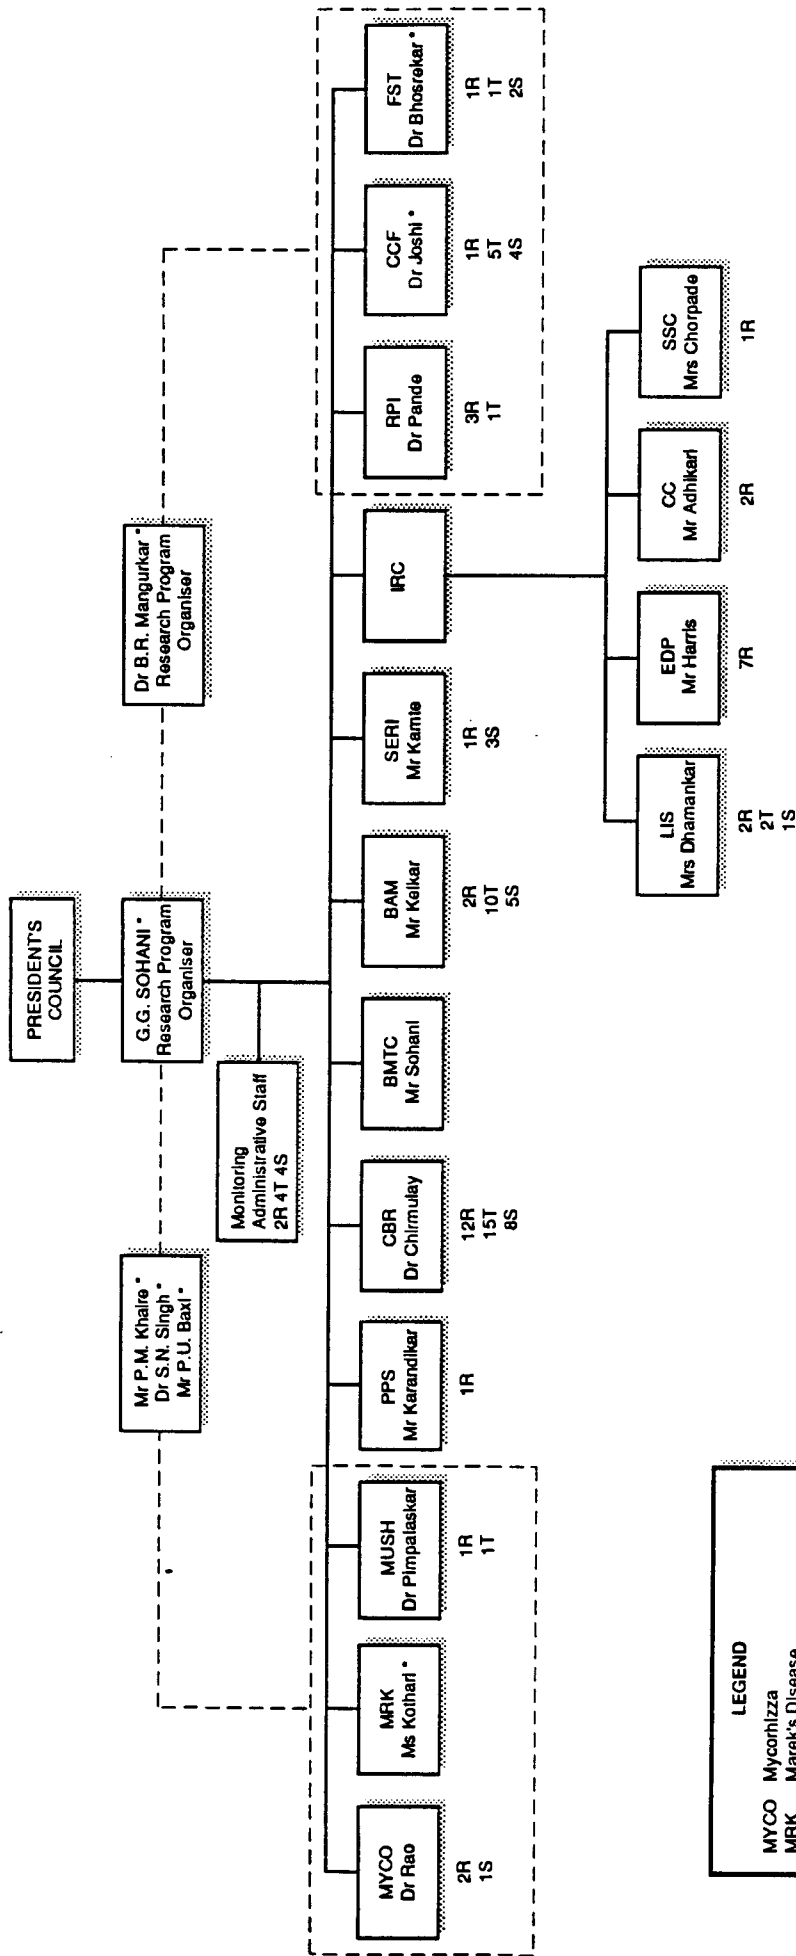 PRESIDENT'S
COUNCIL
Mr P.M. Khaire *
Dr S.N. Singh *
Mr P.U. Baxi *
G.G. SOHANI *
Research Program
Organiser
Dr B.R. Mangurkar *
Research Program
Organiser
Monitoring
Administrative Staff
2R 4T 4S
MYCO
Dr Rao
2R
1S
MRK
Ms Kothari *
MUSH
Dr Pimpalaskar
1R
1T
PPS
Mr Karandikar
1R
CBR
Dr Chirmulay
12R
15T
8S
BMTC
Mr Sohani
BAM
Mr Kelkar
2R
10T
5S
SERI
Mr Kamte
1R
3S
IRC
RPI
Dr Pande
3R
1T
CCF
Dr Joshi *
1R
5T
4S
FST
Dr Bhosrekar *
1R
1T
2S
LIS
Mrs Dhamankar
2R
2T
1S
EDP
Mr Harris
7R
CC
Mr Adhikari
2R
SSC
Mrs Chorpade
1R
LEGEND
MYCO Mycorhizza
MRK Marek's Disease